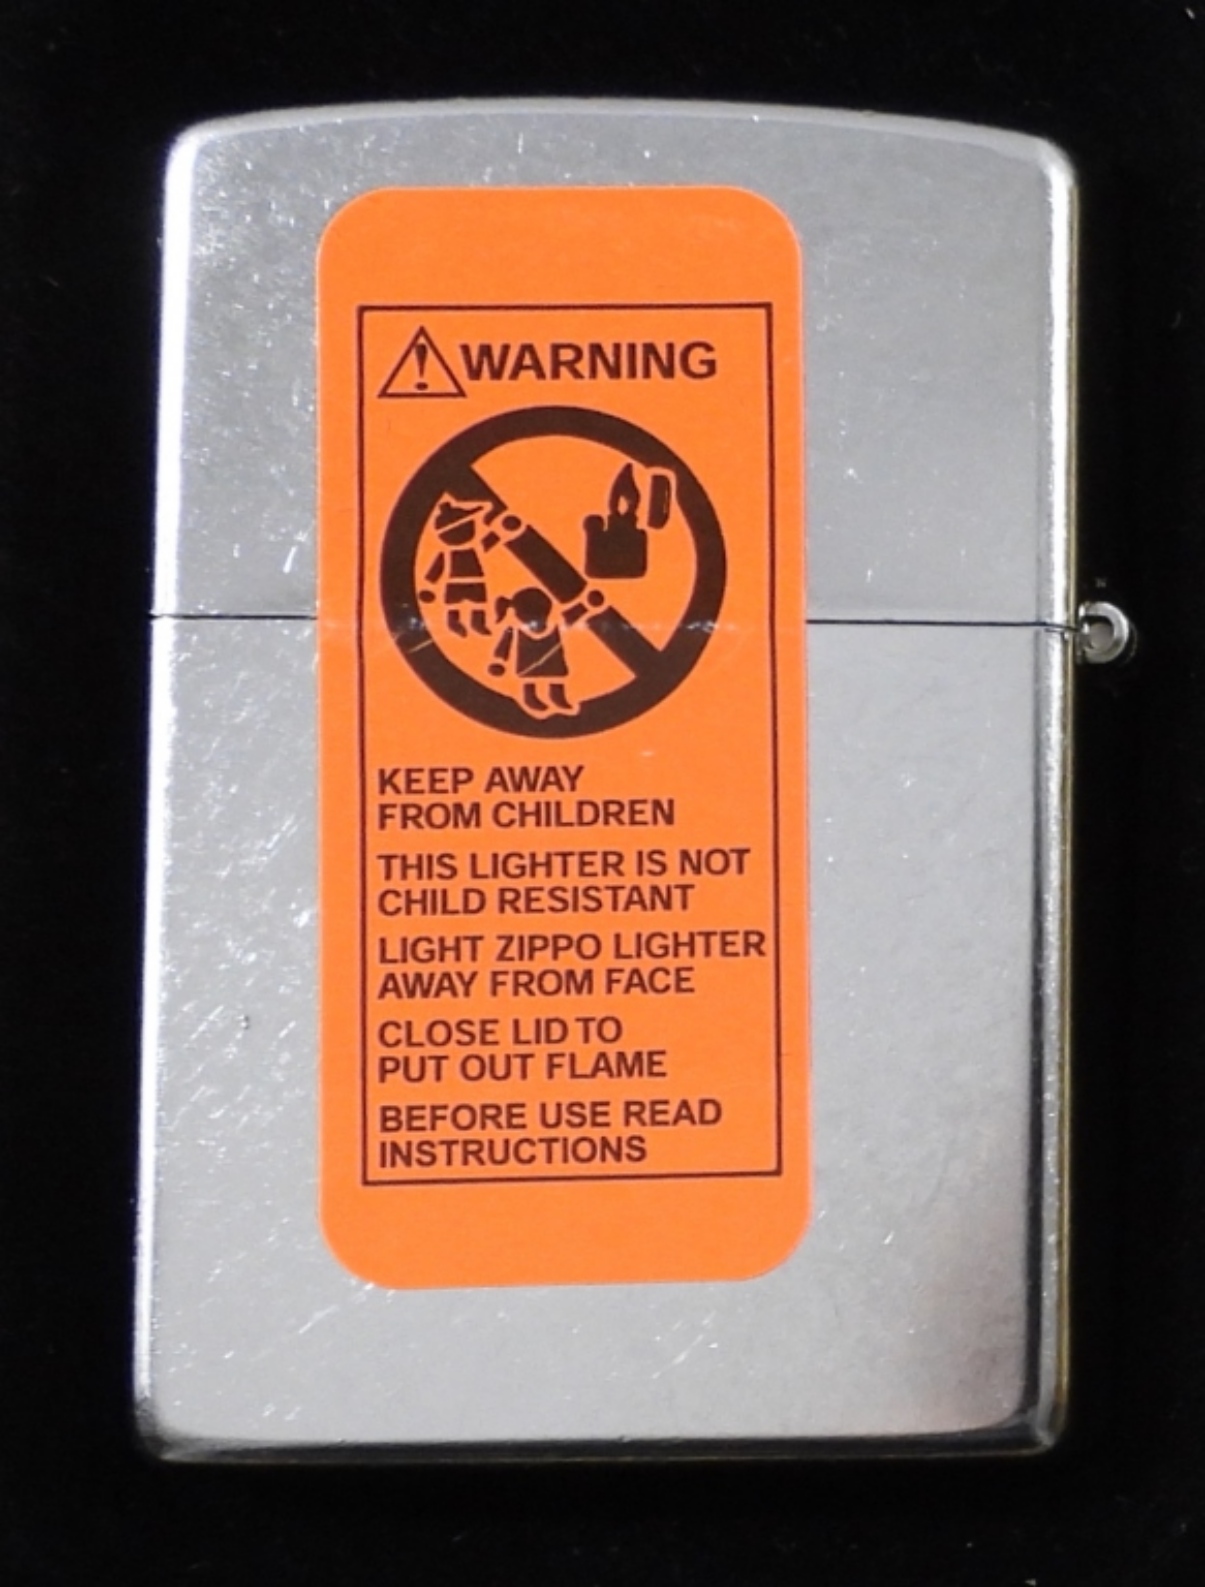 WARNING
KEEP AWAY
FROM CHILDREN
THIS LIGHTER IS NOT
CHILD RESISTANT
LIGHT ZIPPO LIGHTER
AWAY FROM FACE
CLOSE LID TO
PUT OUT FLAME
BEFORE USE READ
INSTRUCTIONS